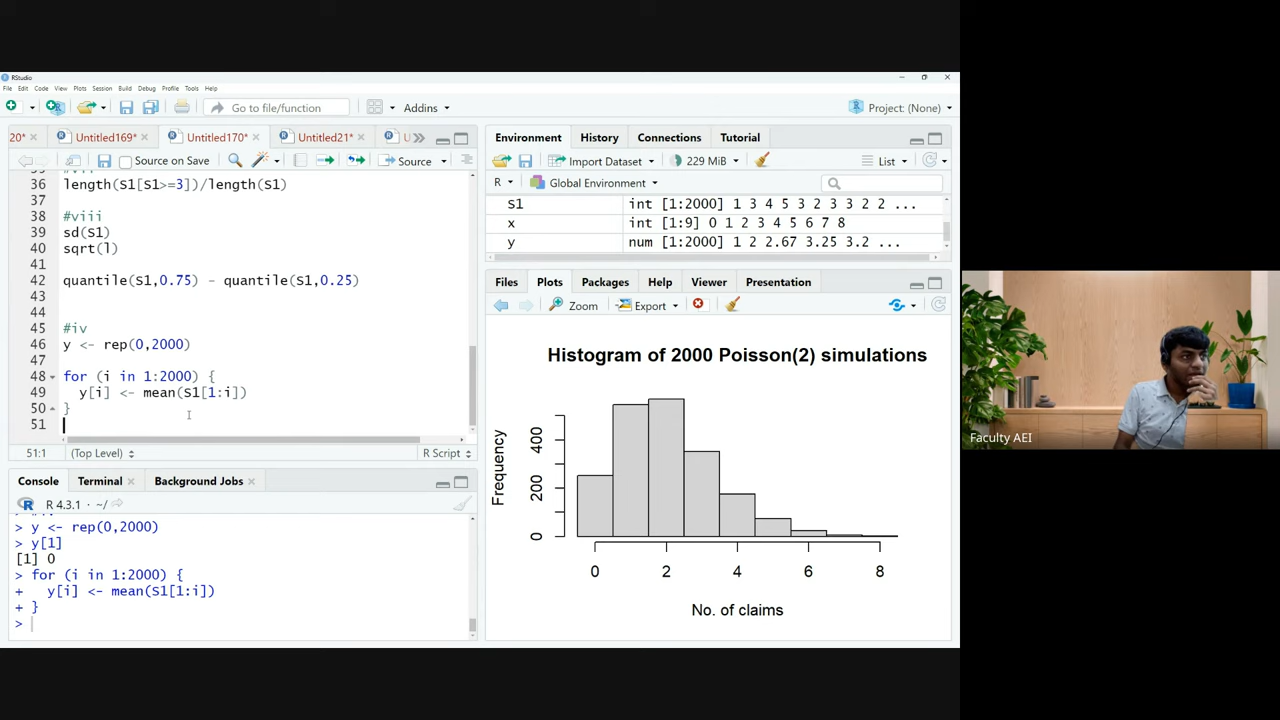 RStudio
File Edit Code View Plots Session Build Debug Profile Tools Help
Go to file/function
Addins
Project: (None)
20*
Untitled169*
Untitled170*
Untitled21*
U
Source on Save
Source
36 length(S1[S1>=3])/length(S1)
37
38 #viii
39 sd(S1)
40 sqrt(l)
41
42 quantile(S1,0.75) - quantile(S1,0.25)
43
44
45 #iv
46 y <- rep(0,2000)
47
48 for (i in 1:2000) {
49 y[i] <- mean(S1[1:i])
50 }
51
51:1 (Top Level) R Script
Console Terminal Background Jobs
R 4.3.1 · ~/
> y <- rep(0,2000)
> y[1]
[1] 0
> for (i in 1:2000) {
+ y[i] <- mean(S1[1:i])
+ }
>
Environment History Connections Tutorial
Import Dataset 229 MiB List
R Global Environment
S1 int [1:2000] 1 3 4 5 3 2 3 3 2 2 ...
x int [1:9] 0 1 2 3 4 5 6 7 8
y num [1:2000] 1 2 2.67 3.25 3.2 ...
Files Plots Packages Help Viewer Presentation
Zoom Export
Histogram of 2000 Poisson(2) simulations
Frequency
400
200
0
0 2 4 6 8
No. of claims
Faculty AEI